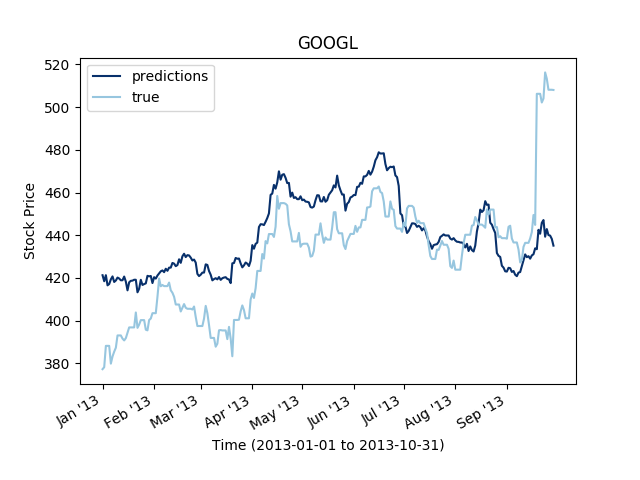 GOOGL
predictions
true
Stock Price
520
500
480
460
440
420
400
380
Jan '13
Feb '13
Mar '13
Apr '13
May '13
Jun '13
Jul '13
Aug '13
Sep '13
Time (2013-01-01 to 2013-10-31)